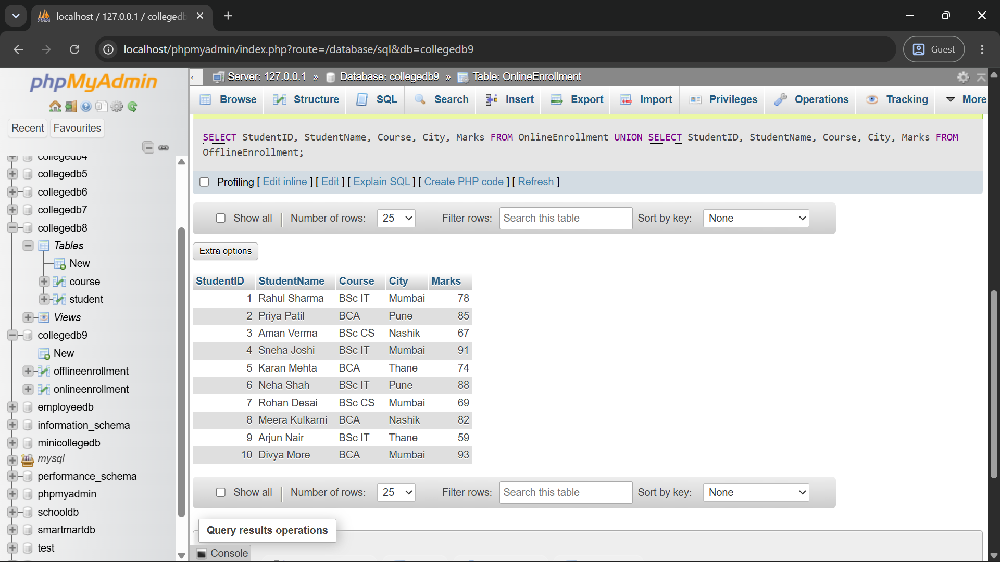 localhost / 127.0.0.1 / collegedb
localhost/phpmyadmin/index.php?route=/database/sql&db=collegedb9
Guest
phpMyAdmin
Recent
Favourites
collegedb4
collegedb5
collegedb6
collegedb7
collegedb8
Tables
New
course
student
Views
collegedb9
New
offlineenrollment
onlineenrollment
employeedb
information_schema
minicollegedb
mysql
performance_schema
phpmyadmin
schooldb
smartmartdb
test
Server: 127.0.0.1 » Database: collegedb9 » Table: OnlineEnrollment
Browse Structure SQL Search Insert Export Import Privileges Operations Tracking More
SELECT StudentID, StudentName, Course, City, Marks FROM OnlineEnrollment UNION SELECT StudentID, StudentName, Course, City, Marks FROM
OfflineEnrollment;
Profiling [ Edit inline ] [ Edit ] [ Explain SQL ] [ Create PHP code ] [ Refresh ]
Show all Number of rows: 25 Filter rows: Search this table Sort by key: None
Extra options
StudentID StudentName Course City Marks
1 Rahul Sharma BSc IT Mumbai 78
2 Priya Patil BCA Pune 85
3 Aman Verma BSc CS Nashik 67
4 Sneha Joshi BSc IT Mumbai 91
5 Karan Mehta BCA Thane 74
6 Neha Shah BSc IT Pune 88
7 Rohan Desai BSc CS Mumbai 69
8 Meera Kulkarni BCA Nashik 82
9 Arjun Nair BSc IT Thane 59
10 Divya More BCA Mumbai 93
Show all Number of rows: 25 Filter rows: Search this table Sort by key: None
Query results operations
Console